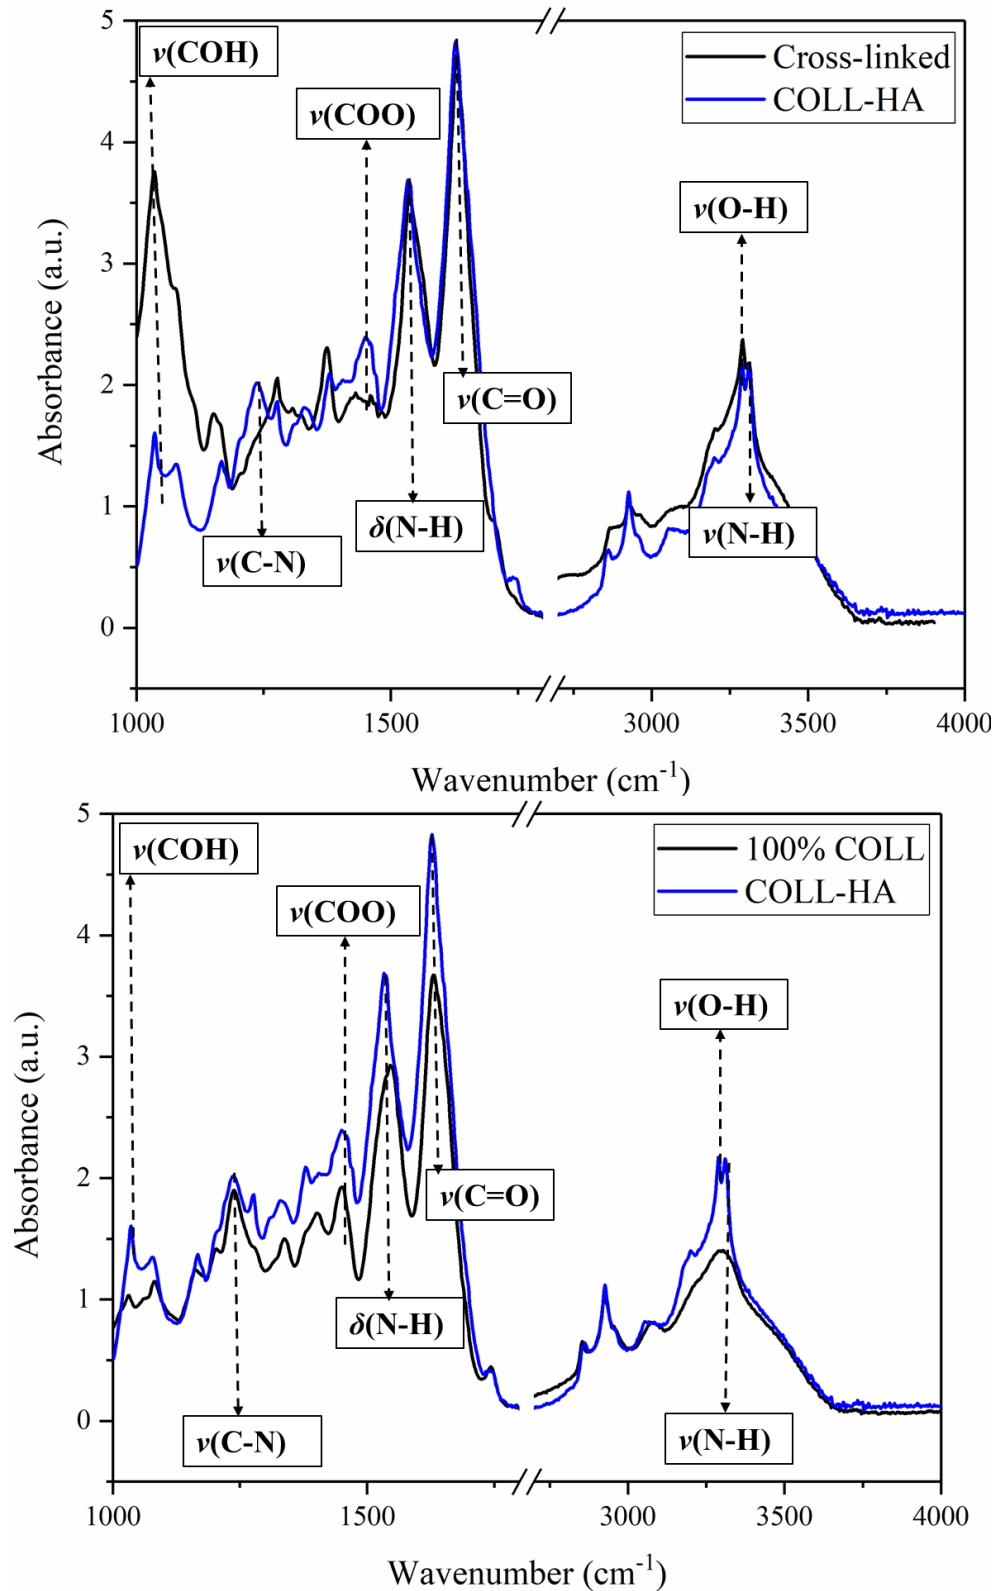 5
4
3
2
1
0
Absorbance (a.u.)
ν(COH)
ν(COO)
Cross-linked
COLL-HA
ν(O-H)
ν(C=O)
δ(N-H)
ν(N-H)
ν(C-N)
1000
1500
3000
3500
4000
Wavenumber (cm⁻¹)
5
4
3
2
1
0
Absorbance (a.u.)
ν(COH)
ν(COO)
100% COLL
COLL-HA
ν(O-H)
ν(C=O)
δ(N-H)
ν(C-N)
ν(N-H)
1000
1500
3000
3500
4000
Wavenumber (cm⁻¹)